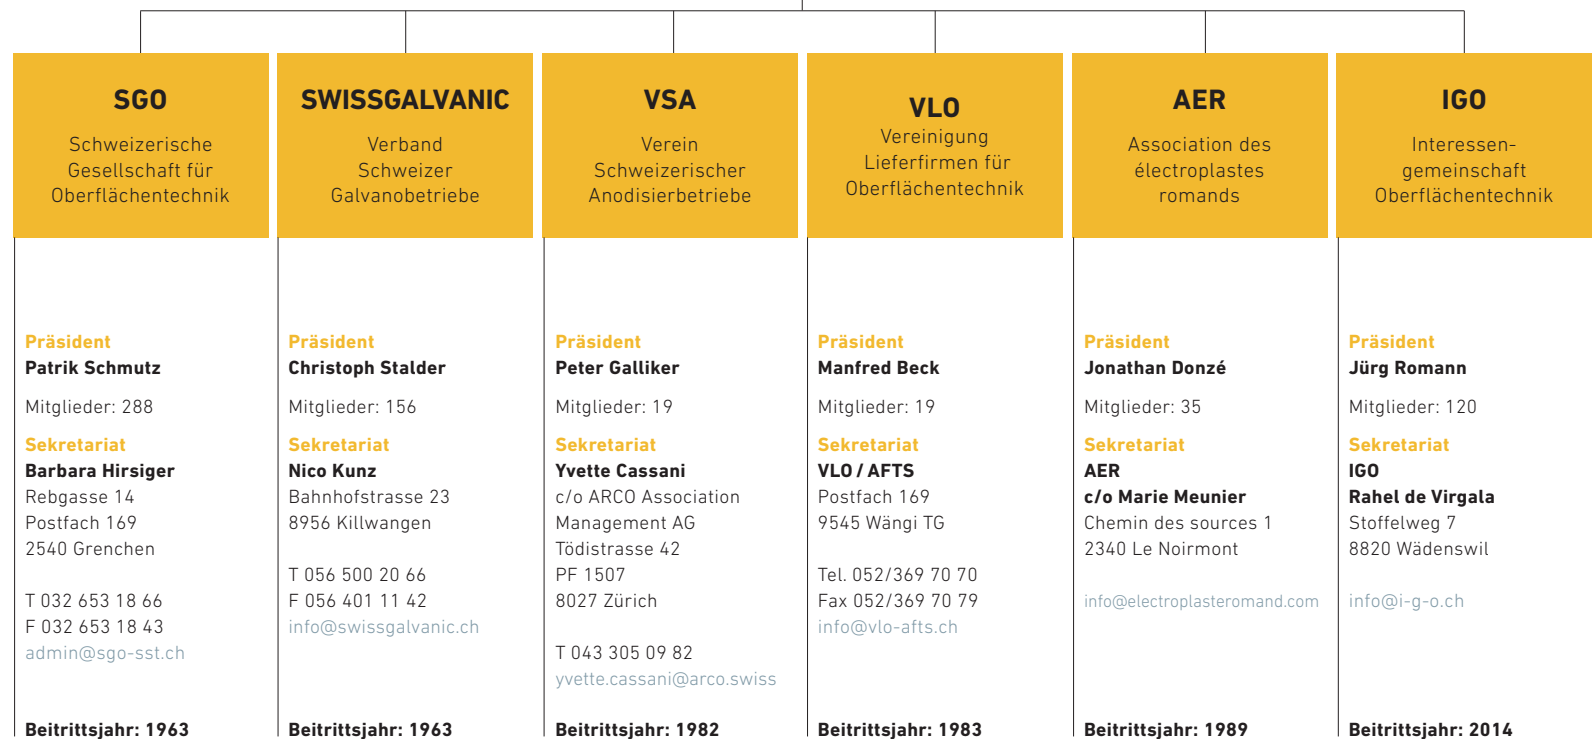 SGO
Schweizerische
Gesellschaft für
Oberflächentechnik
Präsident
Patrik Schmutz
Mitglieder: 288
Sekretariat
Barbara Hirsiger
Rebgasse 14
Postfach 169
2540 Grenchen
T 032 653 18 66
F 032 653 18 43
admin@sgo-sst.ch
Beitrittsjahr: 1963
SWISSGALVANIC
Verband
Schweizer
Galvanobetriebe
Präsident
Christoph Stalder
Mitglieder: 156
Sekretariat
Nico Kunz
Bahnhofstrasse 23
8956 Killwangen
T 056 500 20 66
F 056 401 11 42
info@swissgalvanic.ch
Beitrittsjahr: 1963
VSA
Verein
Schweizerischer
Anodisierbetriebe
Präsident
Peter Galliker
Mitglieder: 19
Sekretariat
Yvette Cassani
c/o ARCO Association
Management AG
Tödistrasse 42
PF 1507
8027 Zürich
T 043 305 09 82
yvette.cassani@arco.swiss
Beitrittsjahr: 1982
VLO
Vereinigung
Lieferfirmen für
Oberflächentechnik
Präsident
Manfred Beck
Mitglieder: 19
Sekretariat
VLO / AFTS
Postfach 169
9545 Wängi TG
Tel. 052/369 70 70
Fax 052/369 70 79
info@vlo-afts.ch
Beitrittsjahr: 1983
AER
Association des
électroplastes
romands
Präsident
Jonathan Donzé
Mitglieder: 35
Sekretariat
AER
c/o Marie Meunier
Chemin des sources 1
2340 Le Noirmont
info@electroplasteromand.com
Beitrittsjahr: 1989
IGO
Interessen-
gemeinschaft
Oberflächentechnik
Präsident
Jürg Romann
Mitglieder: 120
Sekretariat
IGO
Rahel de Virgala
Stoffelweg 7
8820 Wädenswil
info@i-g-o.ch
Beitrittsjahr: 2014